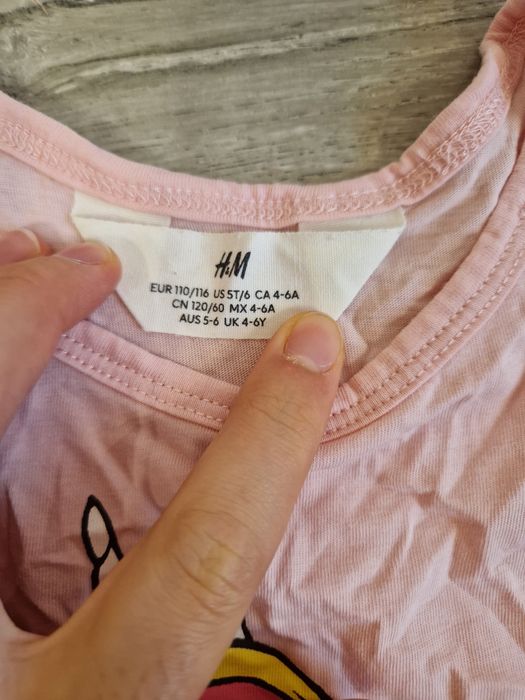 H&M
EUR 110/116 US 5T/6 CA 4-6A
CN 120/60 MX 4-6A
AUS 5-6 UK 4-6Y